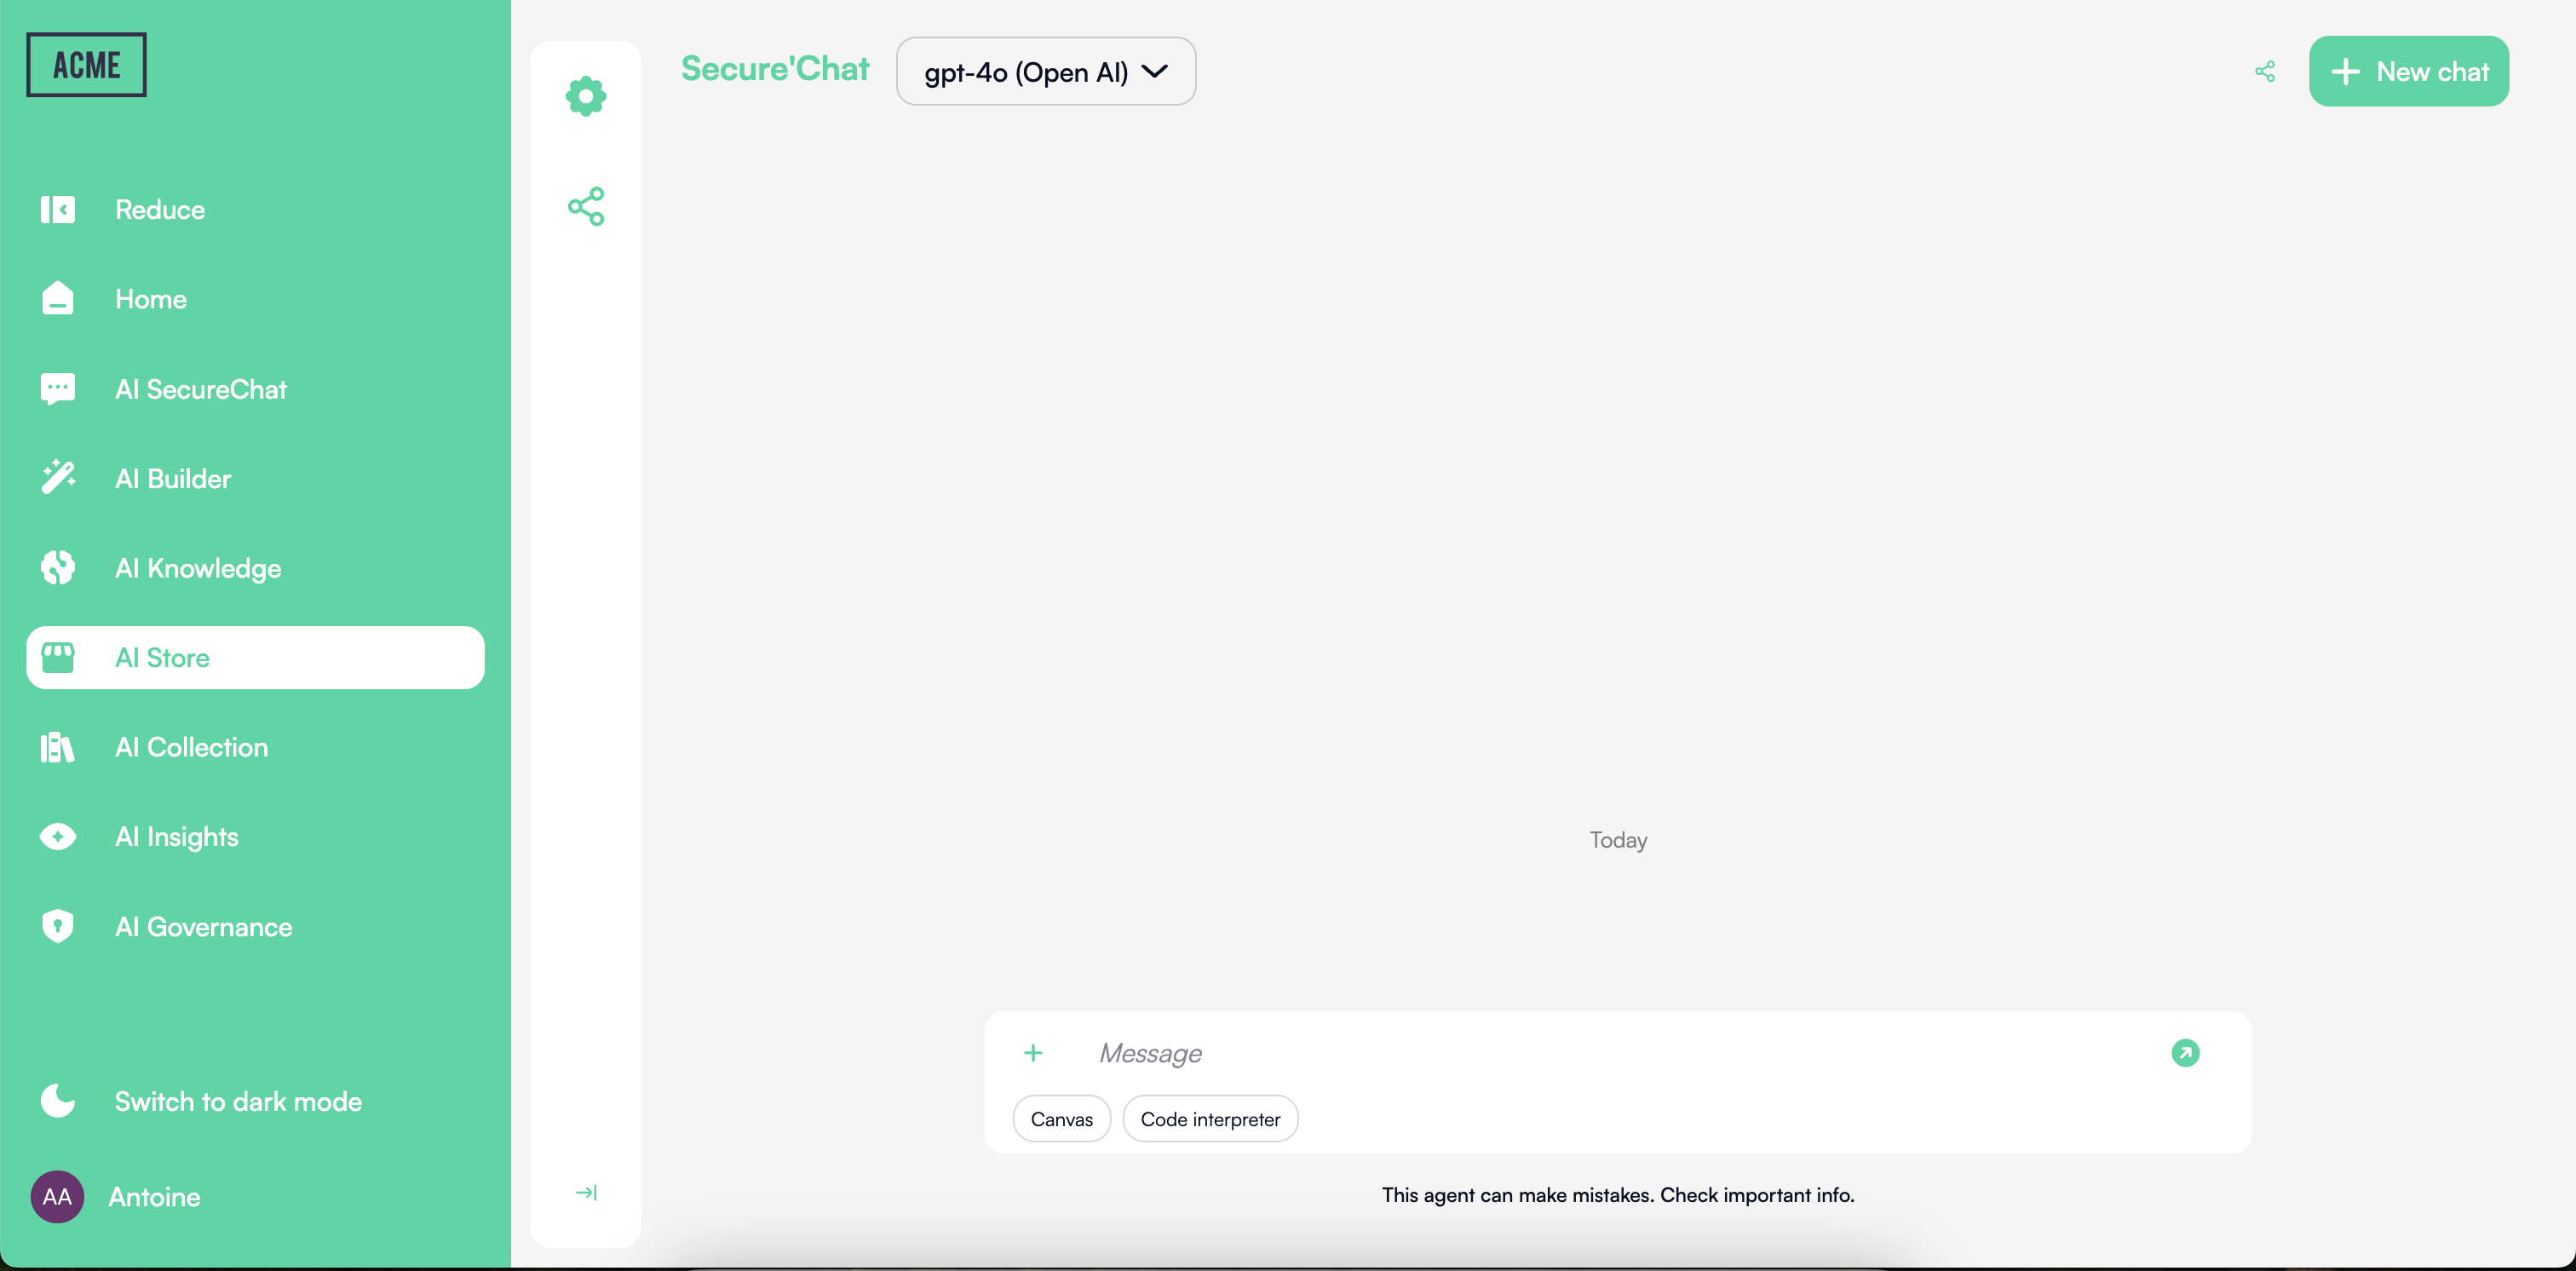 ACME
Reduce
Home
AI SecureChat
AI Builder
AI Knowledge
AI Store
AI Collection
AI Insights
AI Governance
Switch to dark mode
AA
Antoine
Secure'Chat
gpt-4o (Open AI)
New chat
Today
Message
Canvas
Code interpreter
This agent can make mistakes. Check important info.